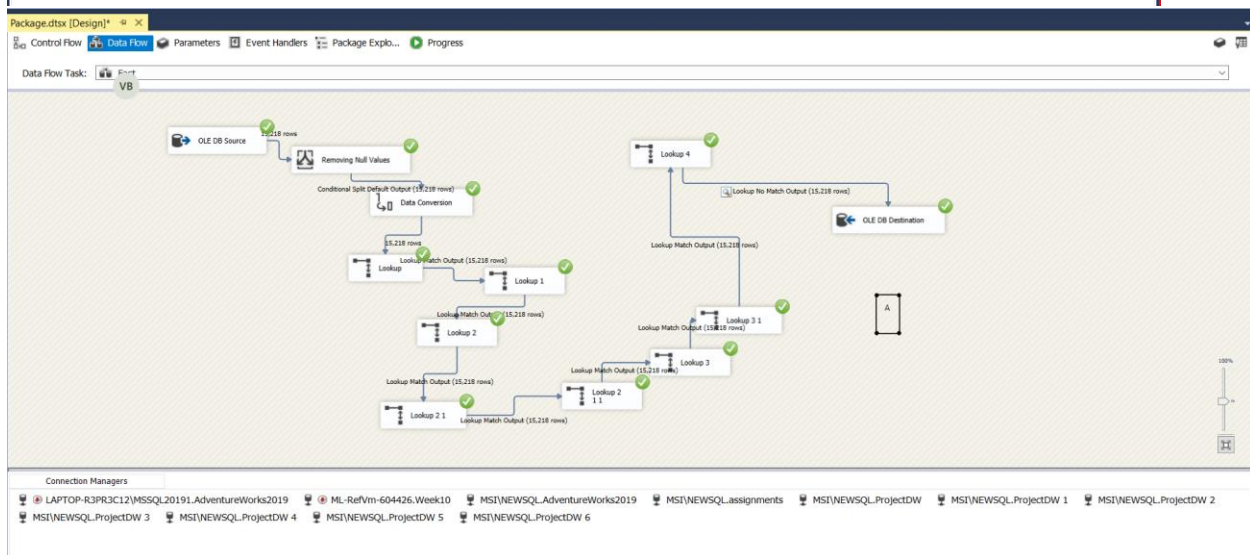 Package.dtsx [Design]*
Control Flow Data Flow Parameters Event Handlers Package Explo... Progress
Data Flow Task: Fact
VB
OLE DB Source
15,218 rows
Removing Null Values
Conditional Split Default Output (15,218 rows)
Data Conversion
15,218 rows
Lookup
Lookup Match Output (15,218 rows)
Lookup 1
Lookup Match Output (15,218 rows)
Lookup 2
Lookup Match Output (15,218 rows)
Lookup 2 1
Lookup Match Output (15,218 rows)
Lookup 2
1 1
Lookup Match Output (15,218 rows)
Lookup 3
Lookup Match Output (15,218 rows)
Lookup 3 1
Lookup Match Output (15,218 rows)
Lookup 4
Lookup No Match Output (15,218 rows)
OLE DB Destination
A
100%
Connection Managers
LAPTOP-R3PR3C12\MSSQL20191.AdventureWorks2019 ML-RefVm-604426.Week10 MSI\NEWSQL.AdventureWorks2019 MSI\NEWSQL.assignments MSI\NEWSQL.ProjectDW MSI\NEWSQL.ProjectDW 1 MSI\NEWSQL.ProjectDW 2
MSI\NEWSQL.ProjectDW 3 MSI\NEWSQL.ProjectDW 4 MSI\NEWSQL.ProjectDW 5 MSI\NEWSQL.ProjectDW 6